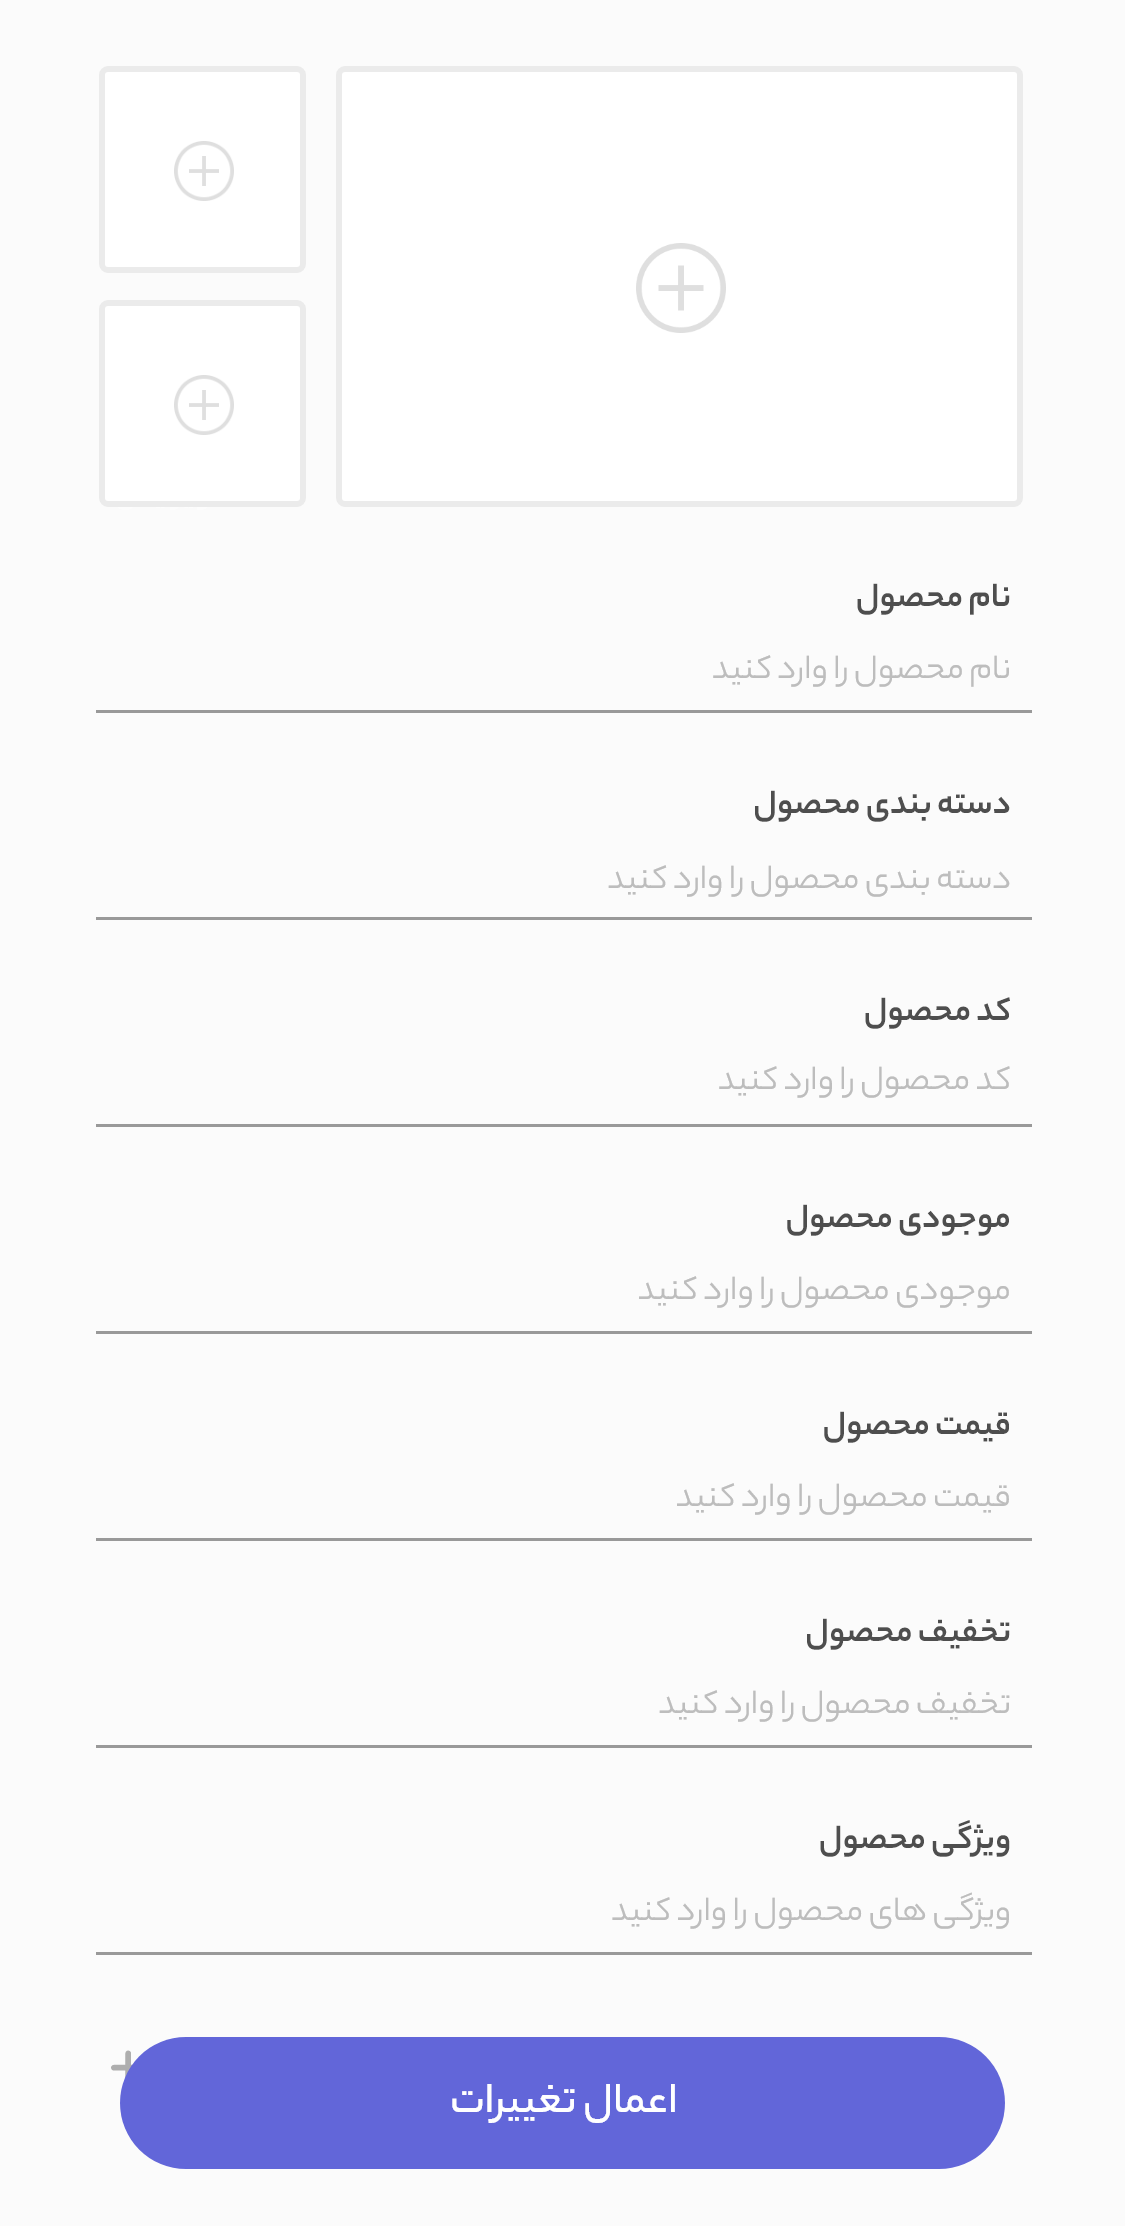 نام محصول
نام محصول را وارد کنید
دسته بندی محصول
دسته بندی محصول را وارد کنید
کد محصول
کد محصول را وارد کنید
موجودی محصول
موجودی محصول را وارد کنید
قیمت محصول
قیمت محصول را وارد کنید
تخفیف محصول
تخفیف محصول را وارد کنید
ویژگی محصول
ویژگی های محصول را وارد کنید
اعمال تغییرات